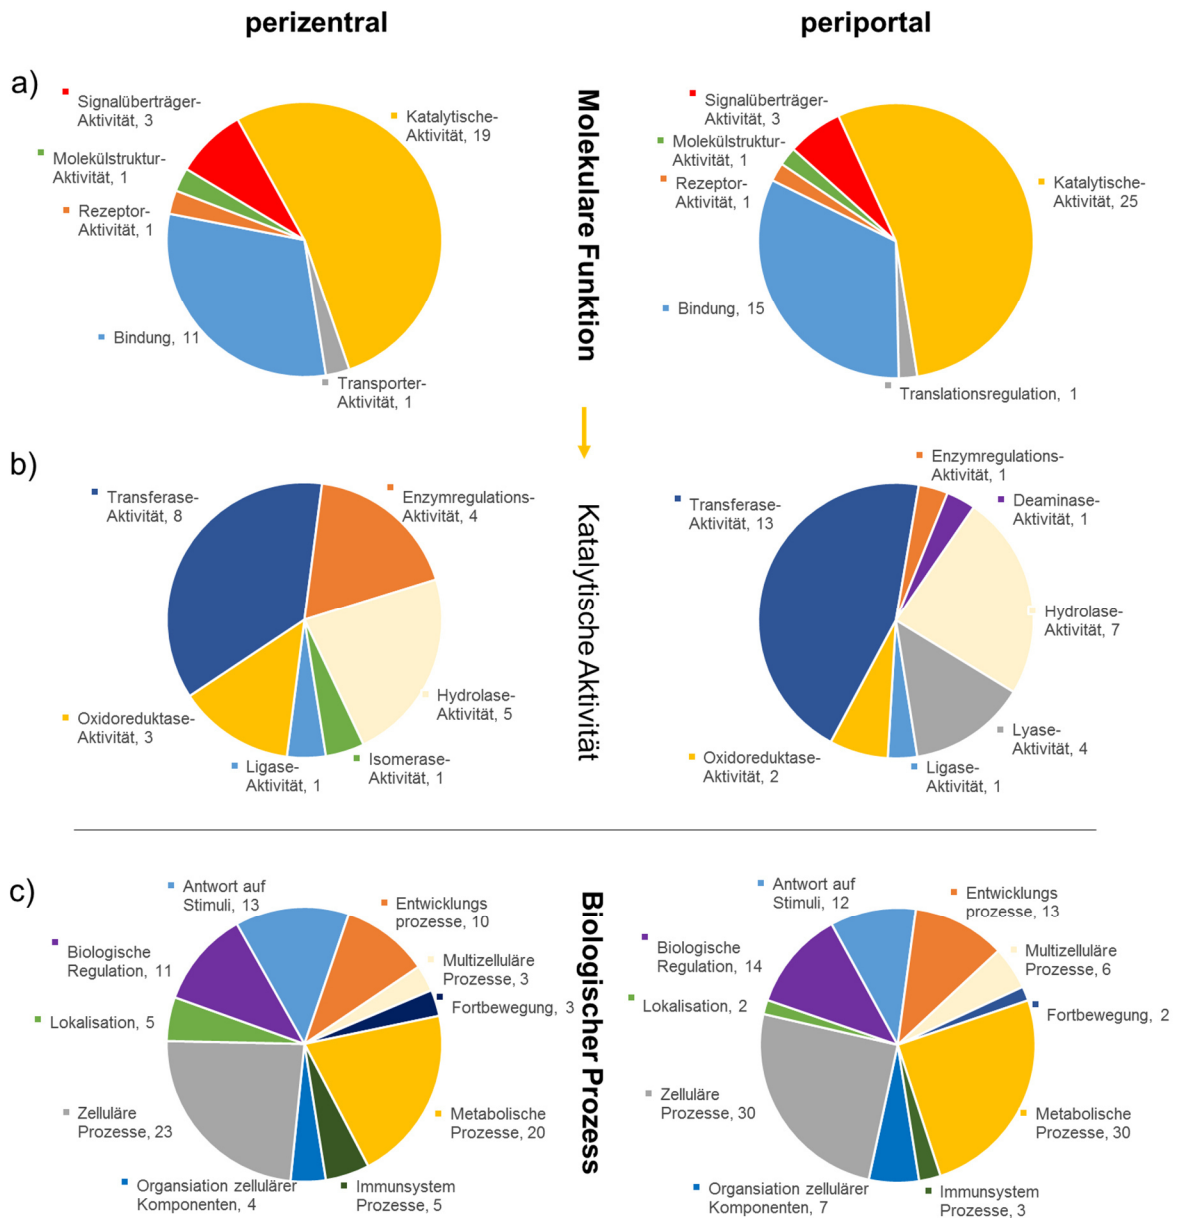 perizentral
periportal
a)
Signalüberträger-
Aktivität, 3
Katalytische-
Aktivität, 19
Molekülstruktur-
Aktivität, 1
Rezeptor-
Aktivität, 1
Bindung, 11
Transporter-
Aktivität, 1
Molekulare Funktion
Signalüberträger-
Aktivität, 3
Molekülstruktur-
Aktivität, 1
Rezeptor-
Aktivität, 1
Katalytische-
Aktivität, 25
Bindung, 15
Translationsregulation, 1
b)
Transferase-
Aktivität, 8
Enzymregulations-
Aktivität, 4
Hydrolase-
Aktivität, 5
Oxidoreduktase-
Aktivität, 3
Ligase-
Aktivität, 1
Isomerase-
Aktivität, 1
Katalytische Aktivität
Enzymregulations-
Aktivität, 1
Transferase-
Aktivität, 13
Deaminase-
Aktivität, 1
Hydrolase-
Aktivität, 7
Lyase-
Aktivität, 4
Oxidoreduktase-
Aktivität, 2
Ligase-
Aktivität, 1
c)
Antwort auf
Stimuli, 13
Entwicklungs
prozesse, 10
Biologische
Regulation, 11
Multizelluläre
Prozesse, 3
Fortbewegung, 3
Lokalisation, 5
Zelluläre
Prozesse, 23
Metabolische
Prozesse, 20
Organsiation zellulärer
Komponenten, 4
Immunsystem
Prozesse, 5
Biologischer Prozess
Antwort auf
Stimuli, 12
Entwicklungs
prozesse, 13
Biologische
Regulation, 14
Multizelluläre
Prozesse, 6
Lokalisation, 2
Fortbewegung, 2
Zelluläre
Prozesse, 30
Metabolische
Prozesse, 30
Organsiation zellulärer
Komponenten, 7
Immunsystem
Prozesse, 3